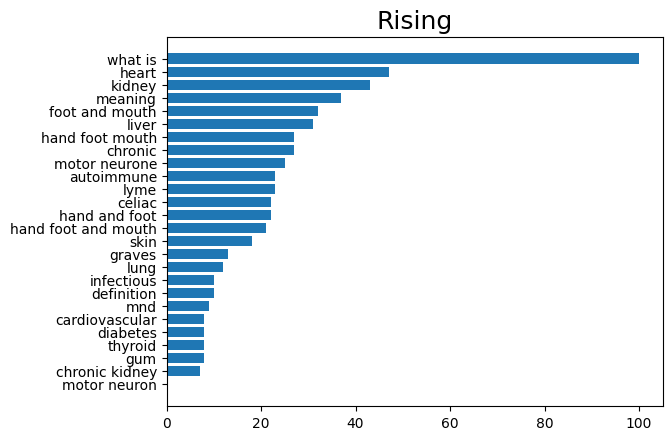 Rising
what is
heart
kidney
meaning
foot and mouth
liver
hand foot mouth
chronic
motor neurone
autoimmune
lyme
celiac
hand and foot
hand foot and mouth
skin
graves
lung
infectious
definition
mnd
cardiovascular
diabetes
thyroid
gum
chronic kidney
motor neuron
0 20 40 60 80 100